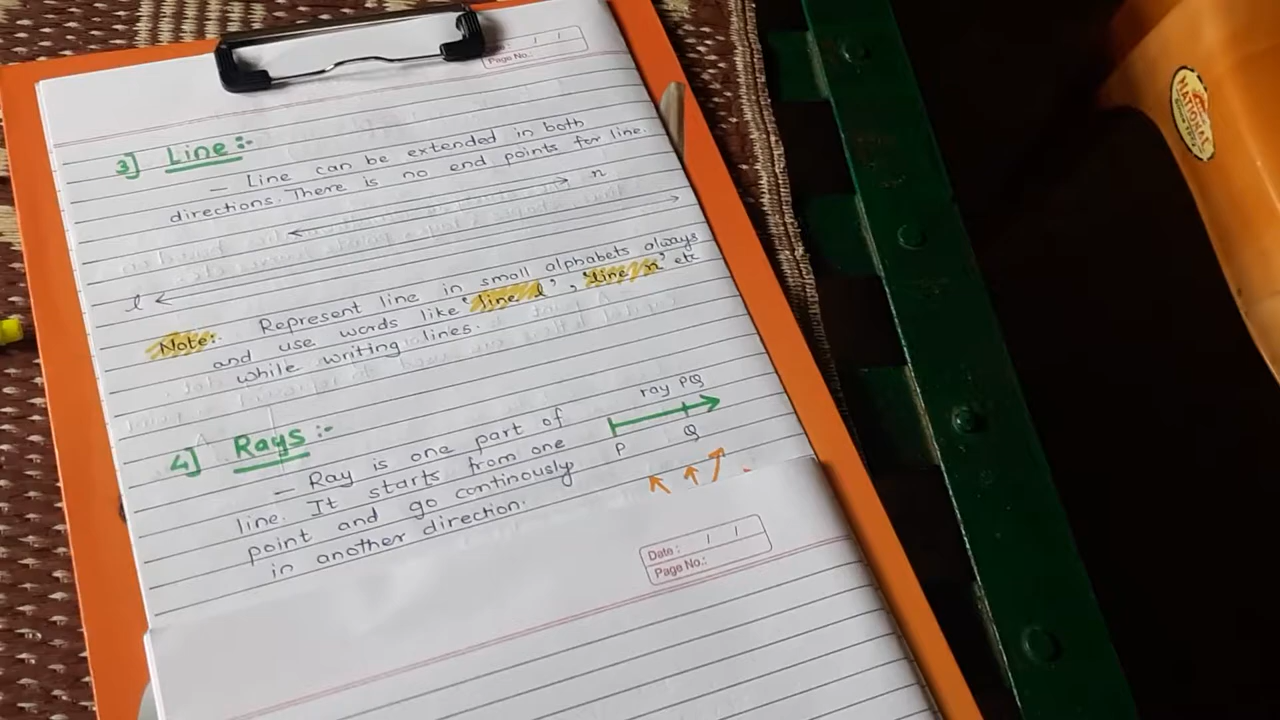 Page No.:
3] Line:-
- Line can be extended in both
directions. There is no end points for line.
n
l
Note:- Represent line in small alphabets always
and use words like 'line l', 'line n' etc
while writing lines.
4] Rays :-
ray PQ
P Q
- Ray is one part of
line. It starts from one
point and go continously
in another direction.
Date: / /
Page No.:
NATIONAL